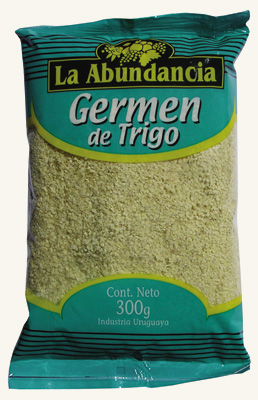 La Abundancia
Germen
de Trigo
Cont. Neto
300g
Industria Uruguaya